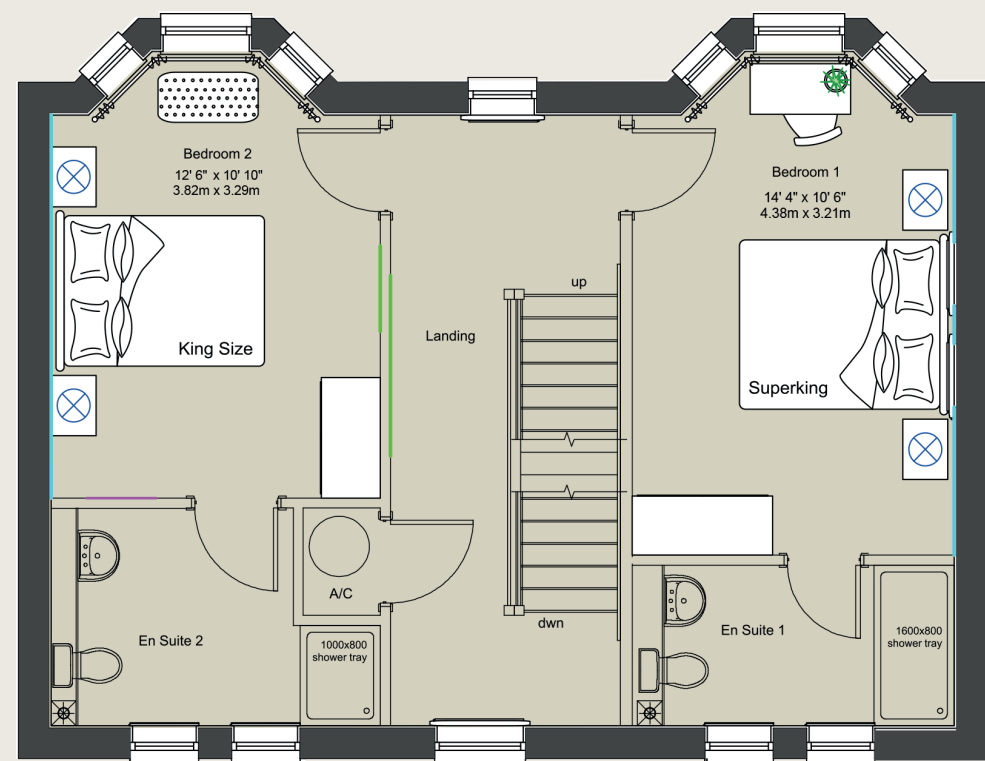 Bedroom 2
12' 6" x 10' 10"
3.82m x 3.29m
Bedroom 1
14' 4" x 10' 6"
4.38m x 3.21m
up
Landing
King Size
Superking
A/C
dwn
En Suite 2
1000x800
shower tray
En Suite 1
1600x800
shower tray